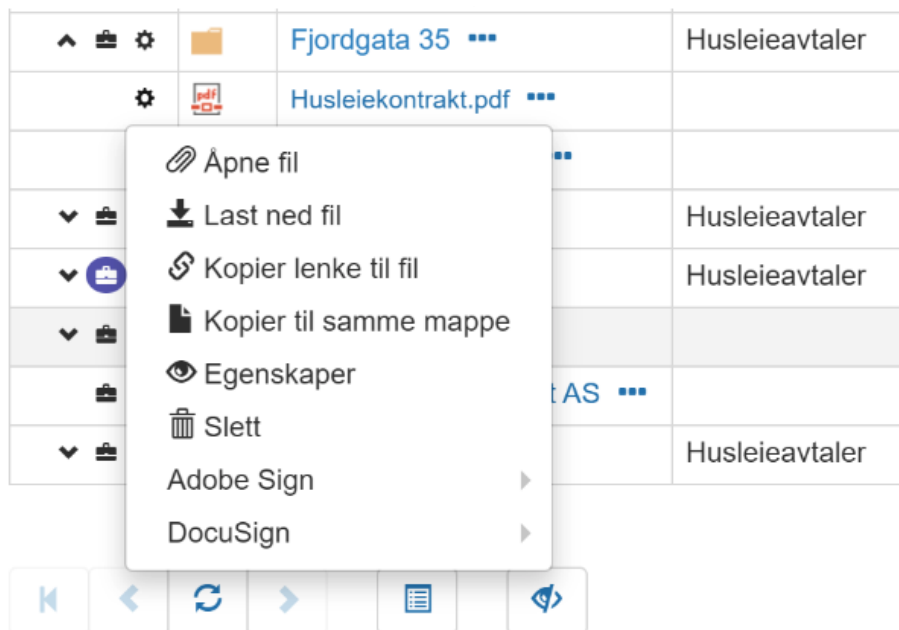 Fjordgata 35 Husleieavtaler
pdf Husleiekontrakt.pdf
Åpne fil
Last ned fil Husleieavtaler
Kopier lenke til fil Husleieavtaler
Kopier til samme mappe
Egenskaper t AS
Slett Husleieavtaler
Adobe Sign
DocuSign